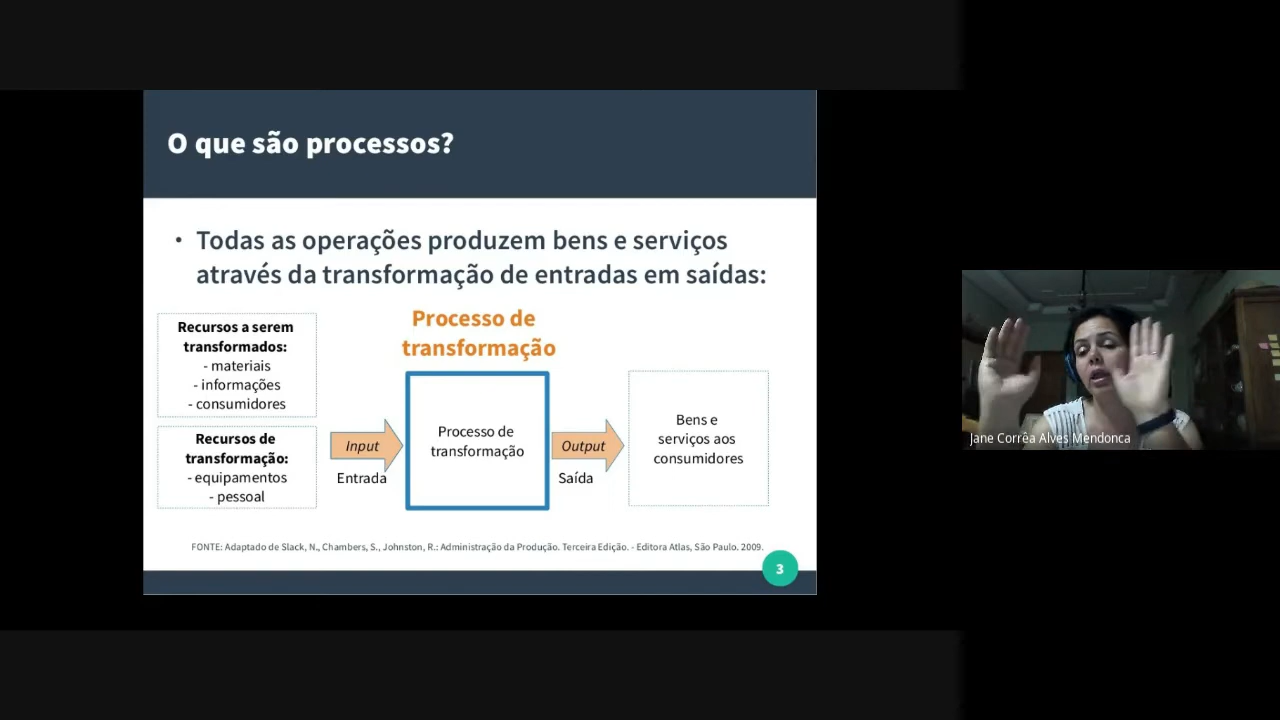 O que são processos?
• Todas as operações produzem bens e serviços
através da transformação de entradas em saídas:
Recursos a serem
transformados:
- materiais
- informações
- consumidores
Recursos de
transformação:
- equipamentos
- pessoal
Processo de
transformação
Input
Entrada
Processo de
transformação
Output
Saída
Bens e
serviços aos
consumidores
FONTE: Adaptado de Slack, N., Chambers, S., Johnston, R.: Administração da Produção. Terceira Edição. - Editora Atlas, São Paulo. 2009.
3
Jane Corrêa Alves Mendonca